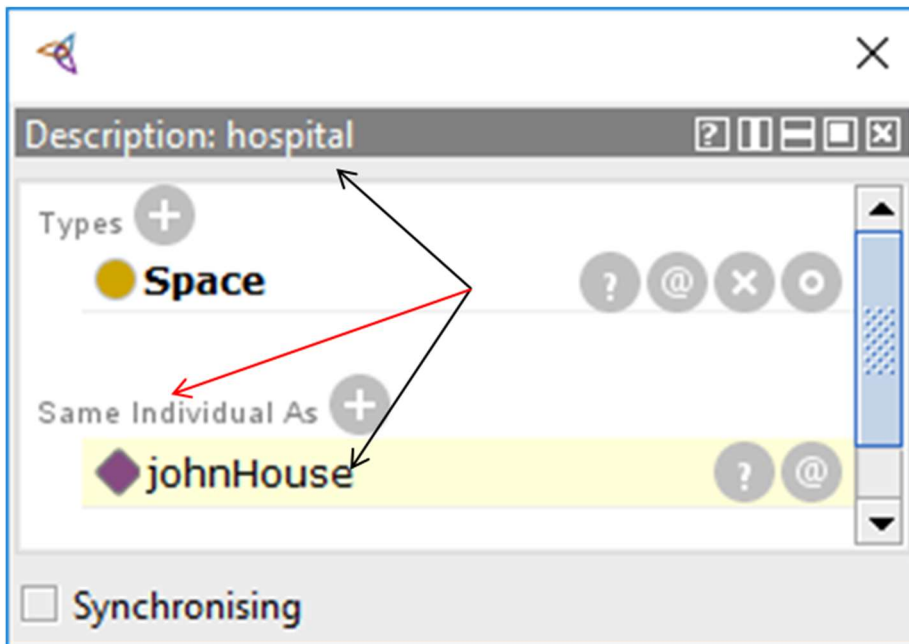 Description: hospital
Types
Space
? @
Same Individual As
johnHouse
? @
Synchronising